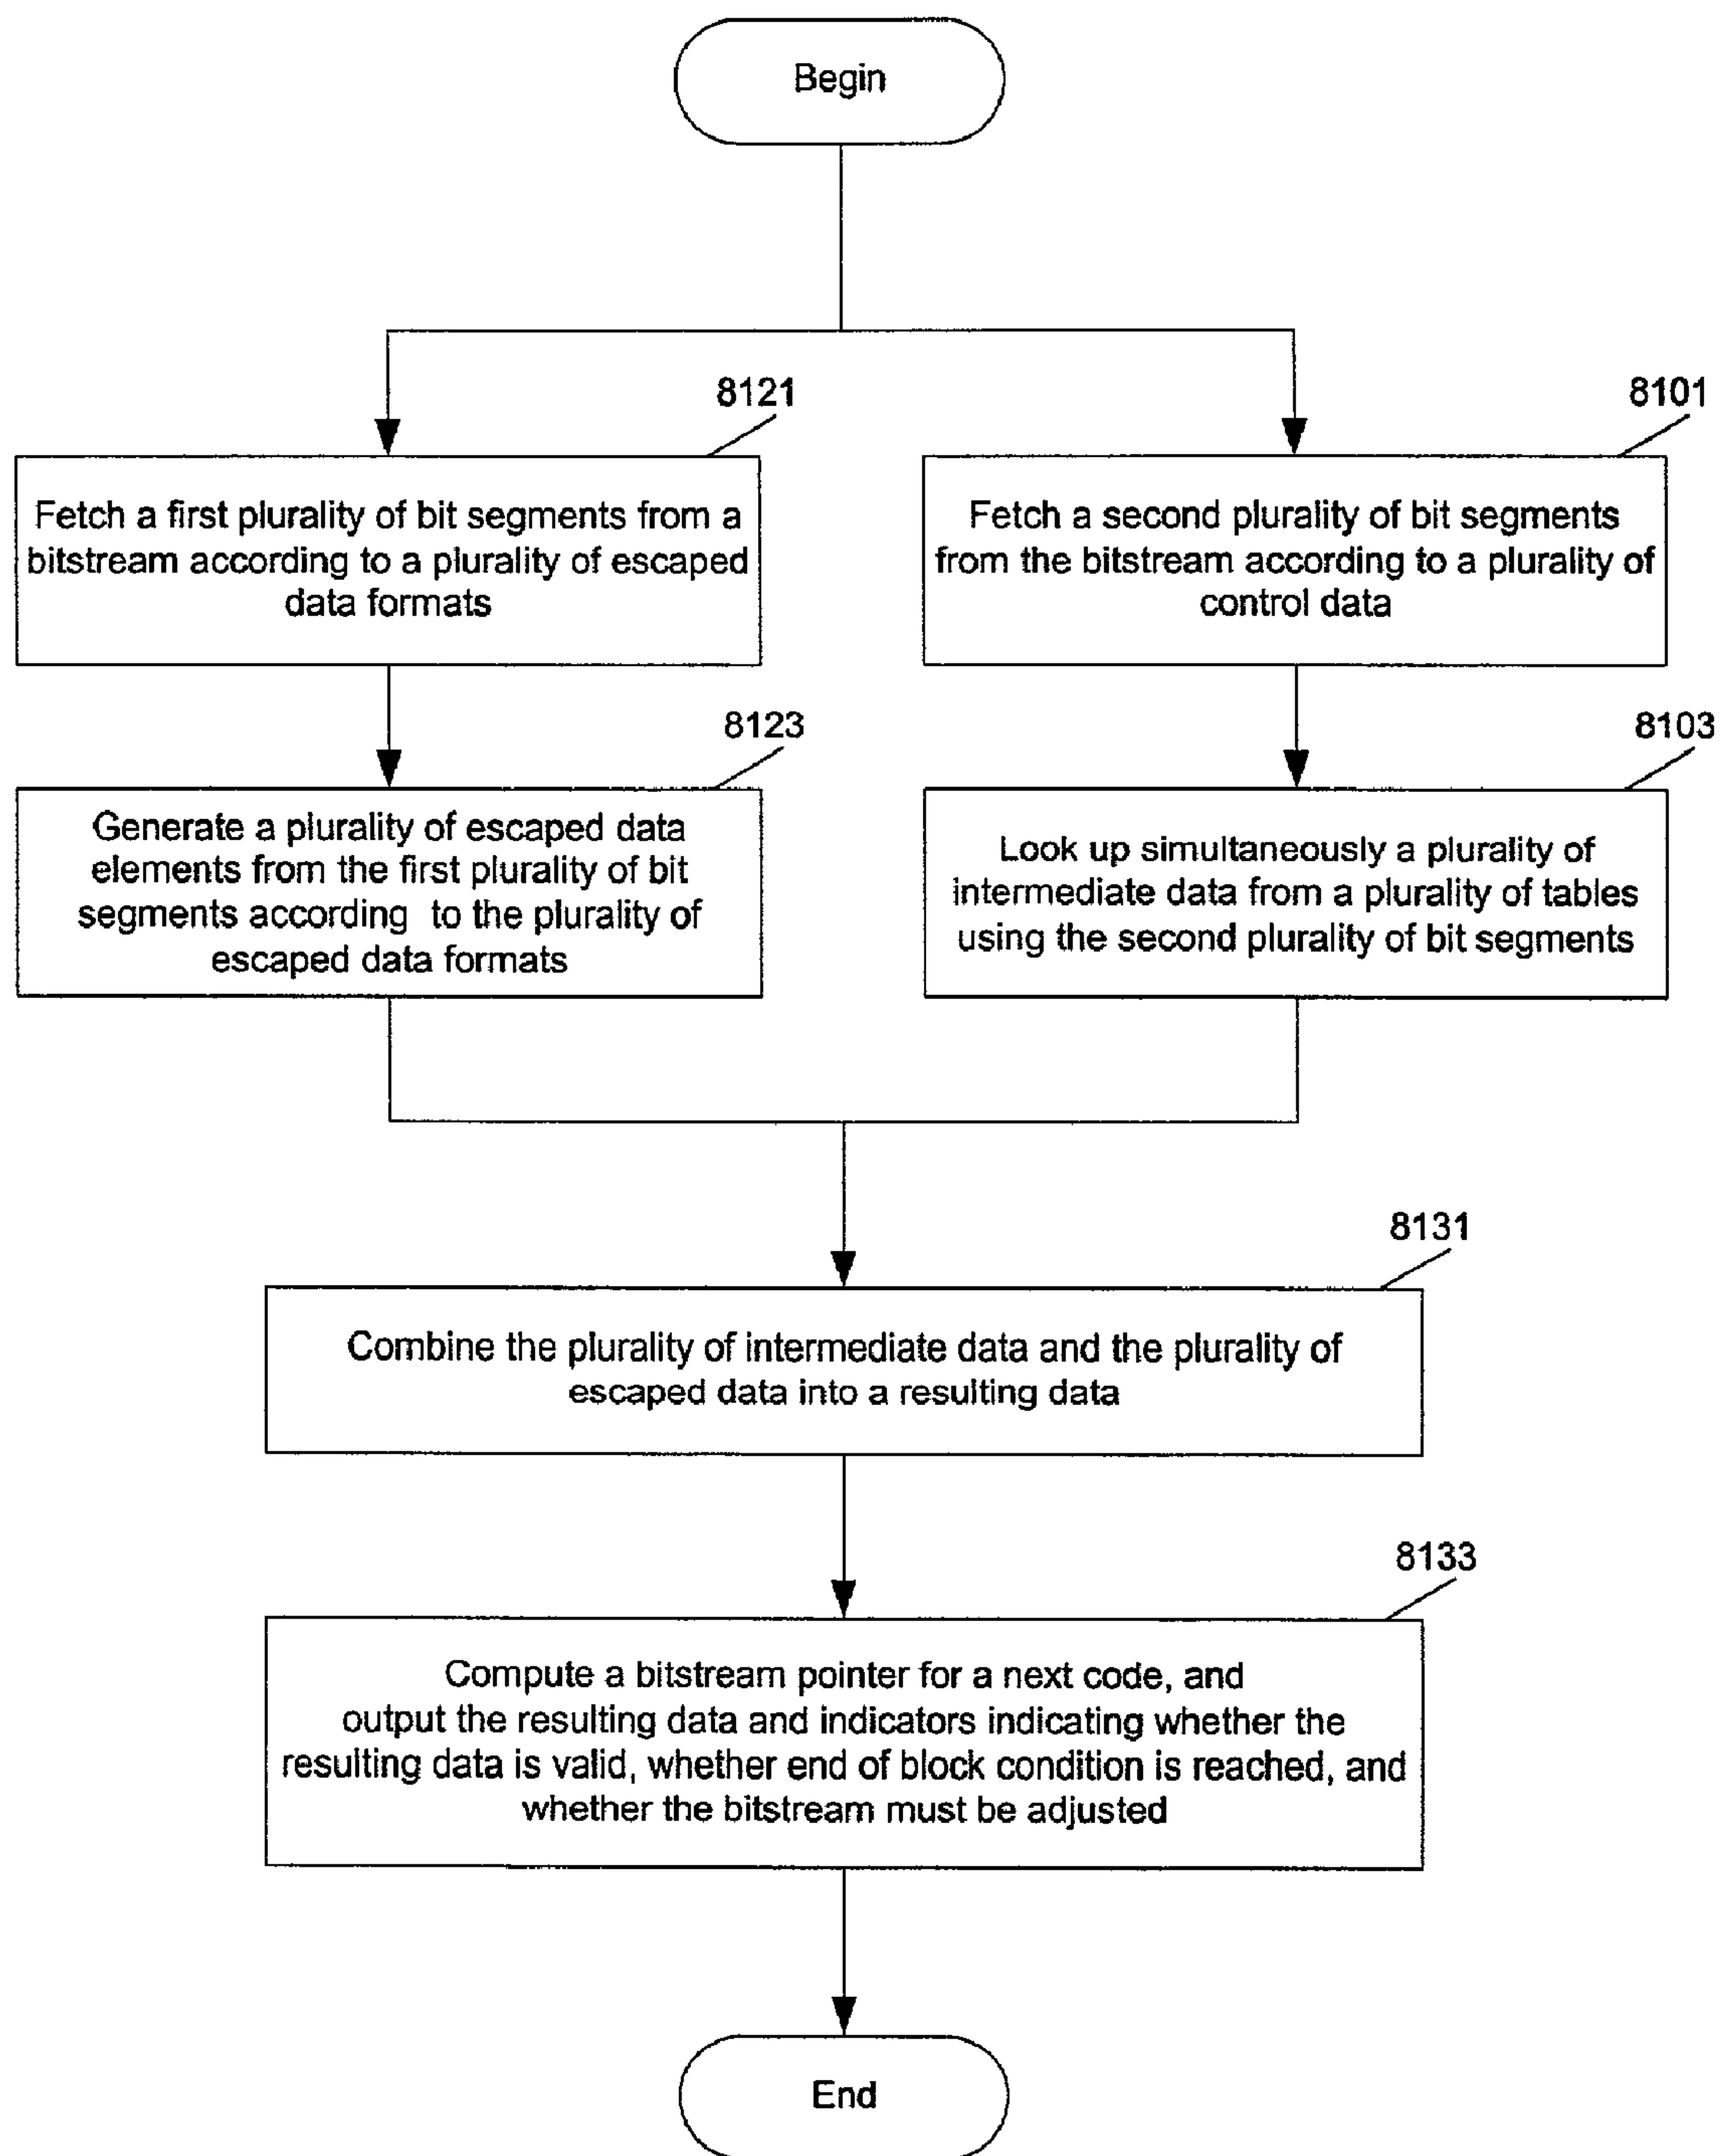 Begin
8121
Fetch a first plurality of bit segments from a
bitstream according to a plurality of escaped
data formats
8101
Fetch a second plurality of bit segments
from the bitstream according to a plurality of
control data
8123
Generate a plurality of escaped data
elements from the first plurality of bit
segments according to the plurality of
escaped data formats
8103
Look up simultaneously a plurality of
intermediate data from a plurality of tables
using the second plurality of bit segments
8131
Combine the plurality of intermediate data and the plurality of
escaped data into a resulting data
8133
Compute a bitstream pointer for a next code, and
output the resulting data and indicators indicating whether the
resulting data is valid, whether end of block condition is reached, and
whether the bitstream must be adjusted
End